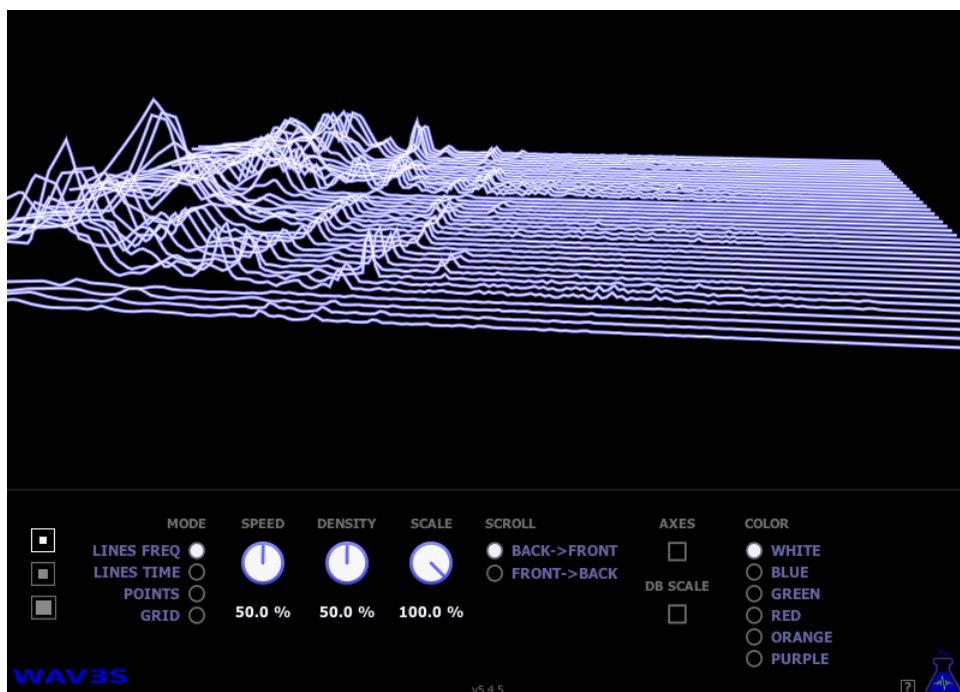 MODE SPEED DENSITY SCALE SCROLL AXES COLOR
LINES FREQ BACK->FRONT WHITE
LINES TIME FRONT->BACK BLUE
POINTS DB SCALE GREEN
GRID 50.0 % 50.0 % 100.0 % RED
ORANGE
PURPLE
WAVES
v5.4.5
?